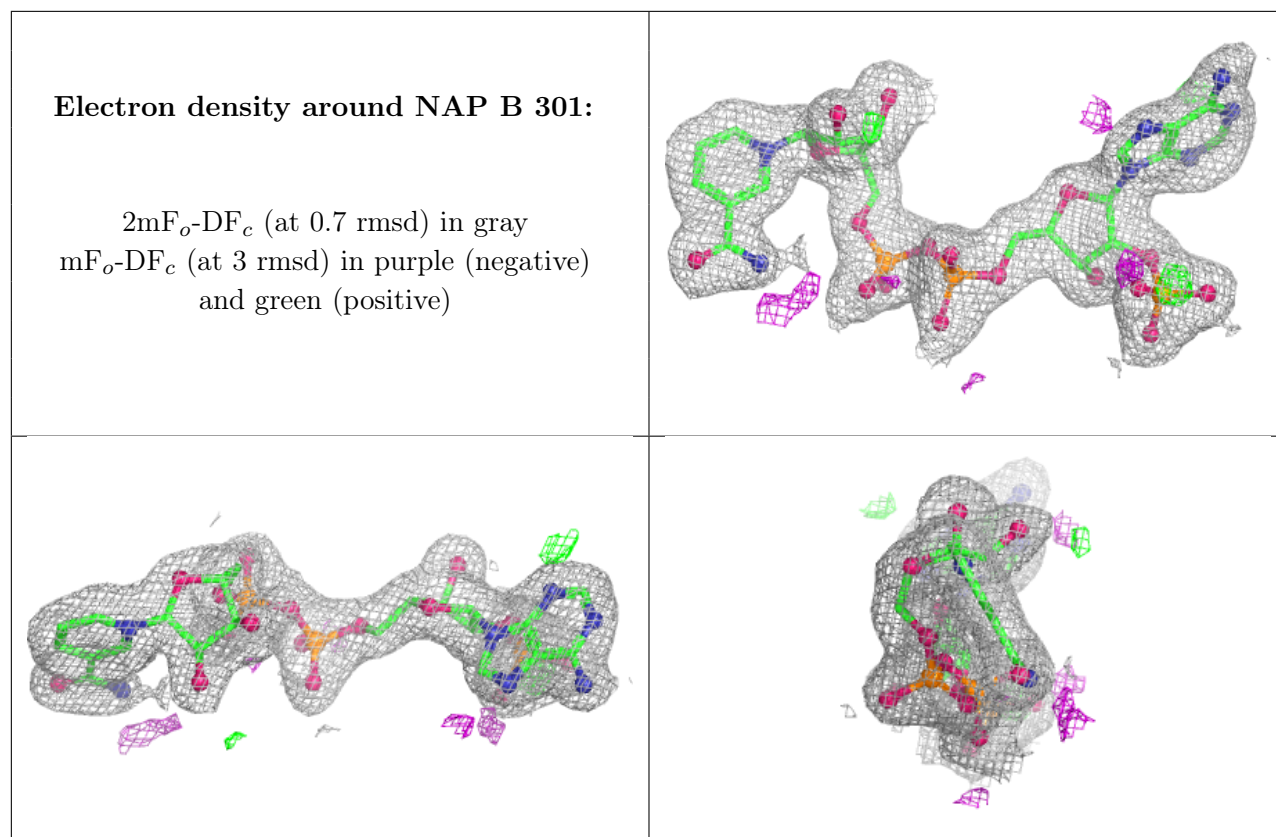 Electron density around NAP B 301:
2mFo-DFc (at 0.7 rmsd) in gray
mFo-DFc (at 3 rmsd) in purple (negative)
and green (positive)